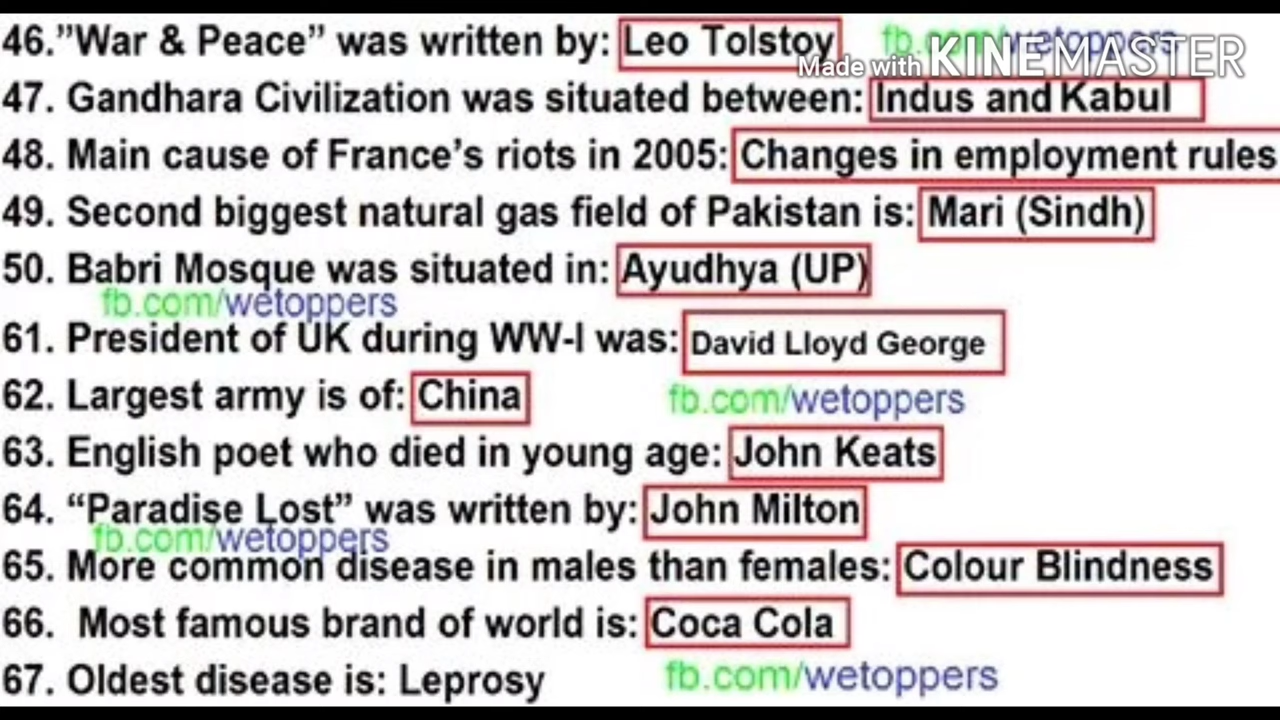 46.”War & Peace” was written by: Leo Tolstoy fb.com/wetoppers
Made with KINEMASTER
47. Gandhara Civilization was situated between: Indus and Kabul
48. Main cause of France’s riots in 2005: Changes in employment rules
49. Second biggest natural gas field of Pakistan is: Mari (Sindh)
50. Babri Mosque was situated in: Ayudhya (UP)
fb.com/wetoppers
61. President of UK during WW-I was: David Lloyd George
62. Largest army is of: China fb.com/wetoppers
63. English poet who died in young age: John Keats
64. “Paradise Lost” was written by: John Milton
fb.com/wetoppers
65. More common disease in males than females: Colour Blindness
66. Most famous brand of world is: Coca Cola
67. Oldest disease is: Leprosy fb.com/wetoppers